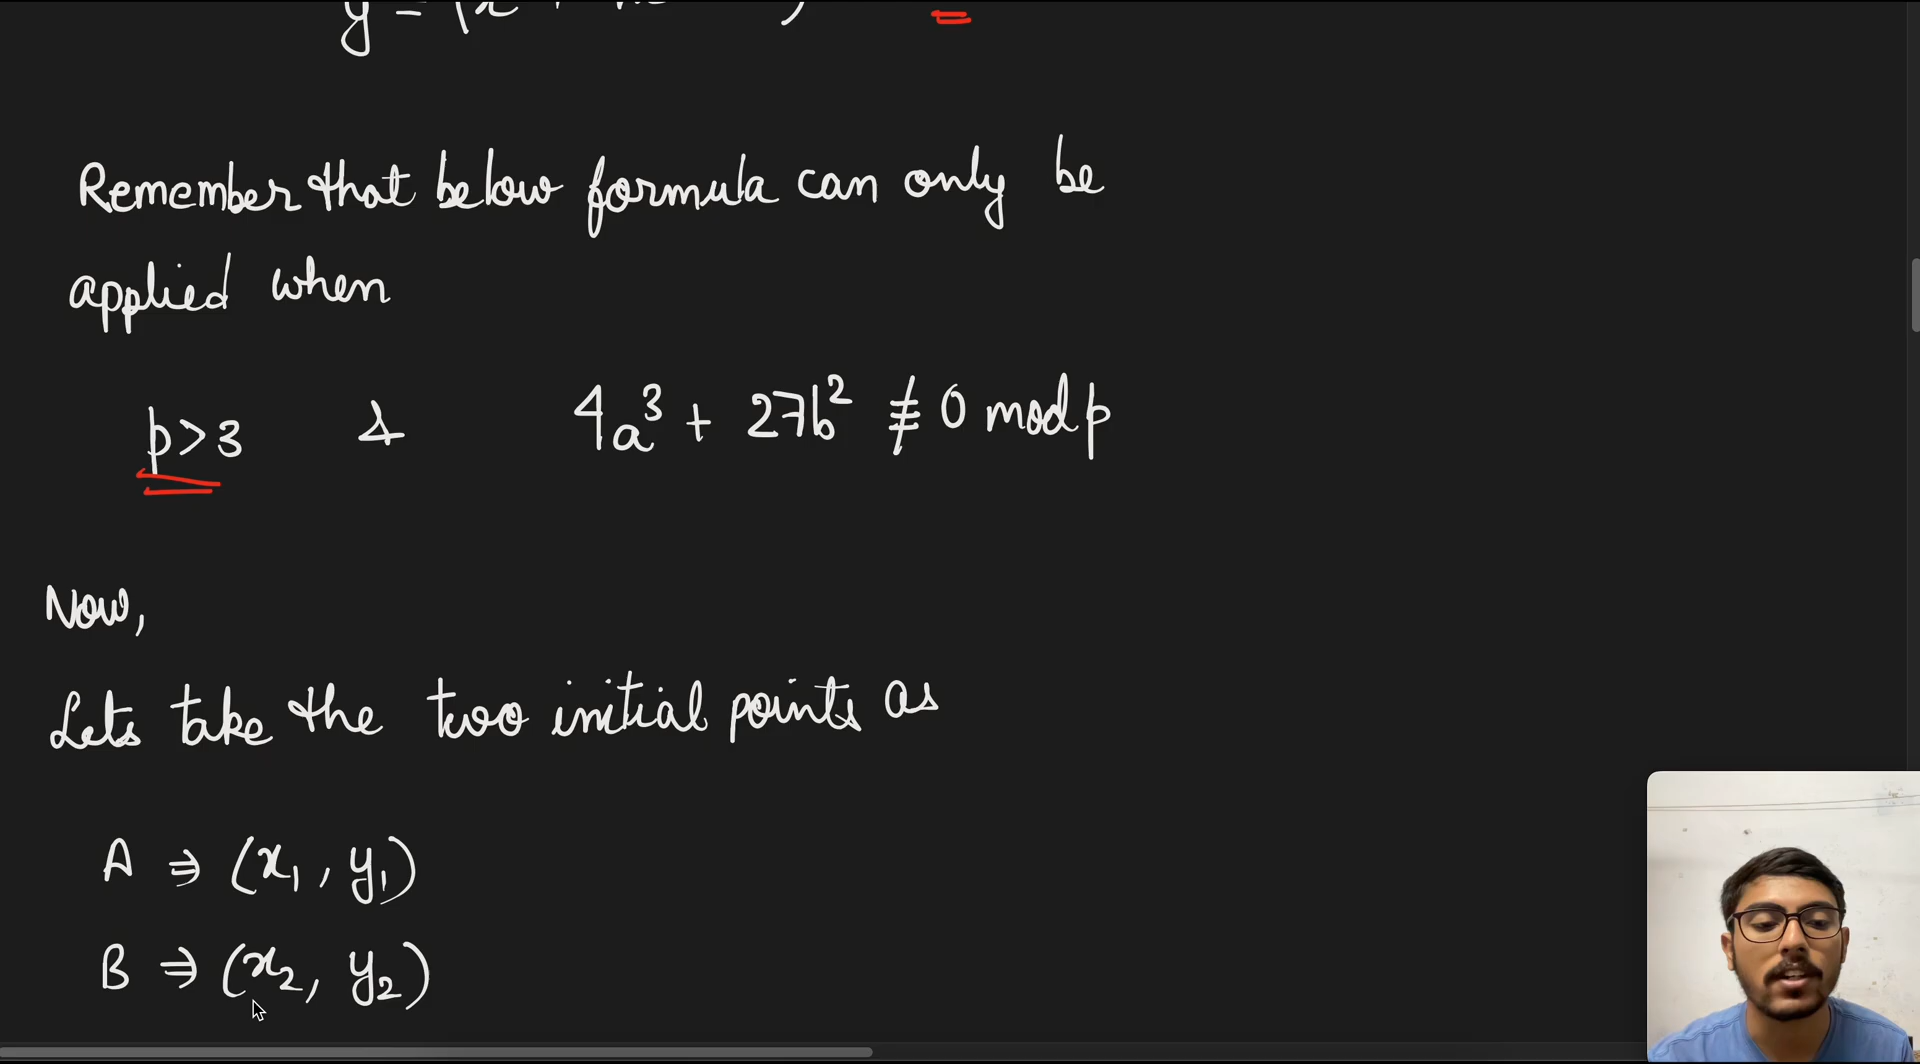 Remember that below formula can only be
applied when
p>3 & 4a³ + 27b² ≢ 0 mod p
Now,
Lets take the two initial points as
A ⇒ (x₁, y₁)
B ⇒ (x₂, y₂)